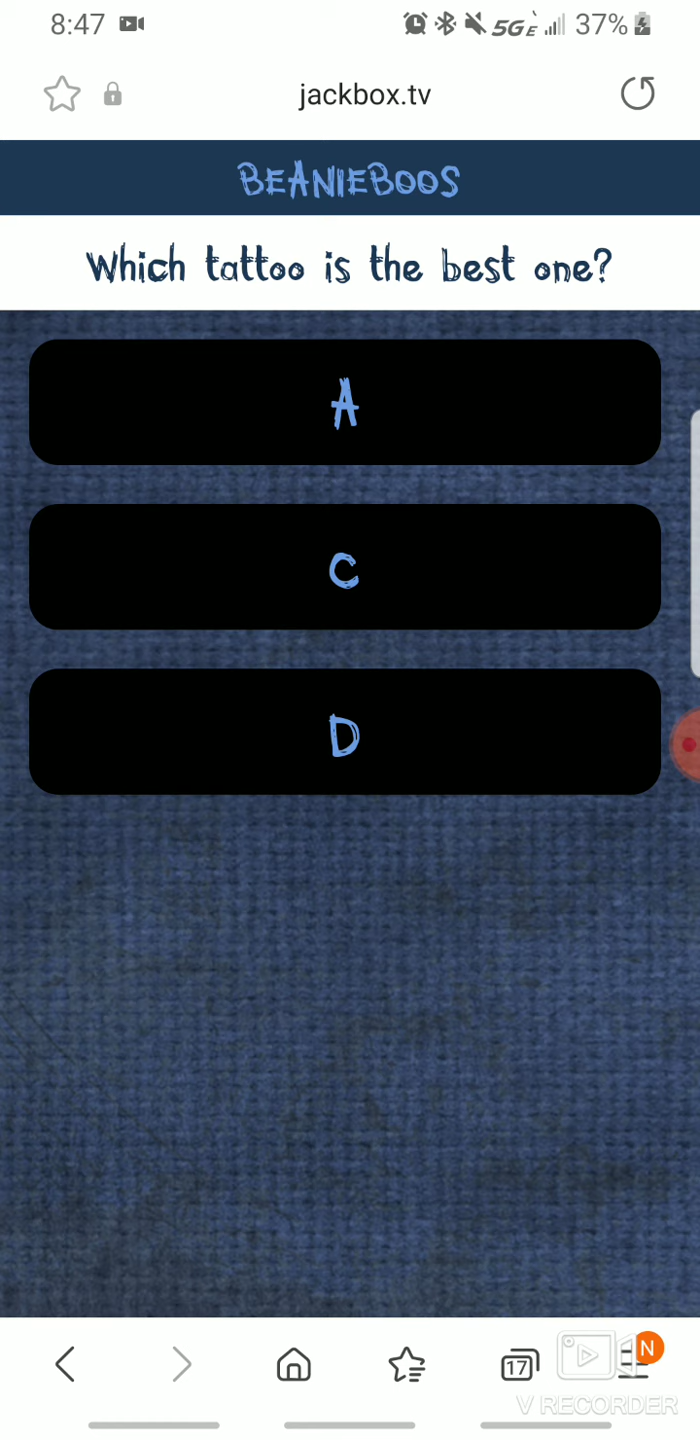 8:47 5GE 37%
jackbox.tv
BEANIEBOOS
Which tattoo is the best one?
A
C
D
17 N
V RECORDER